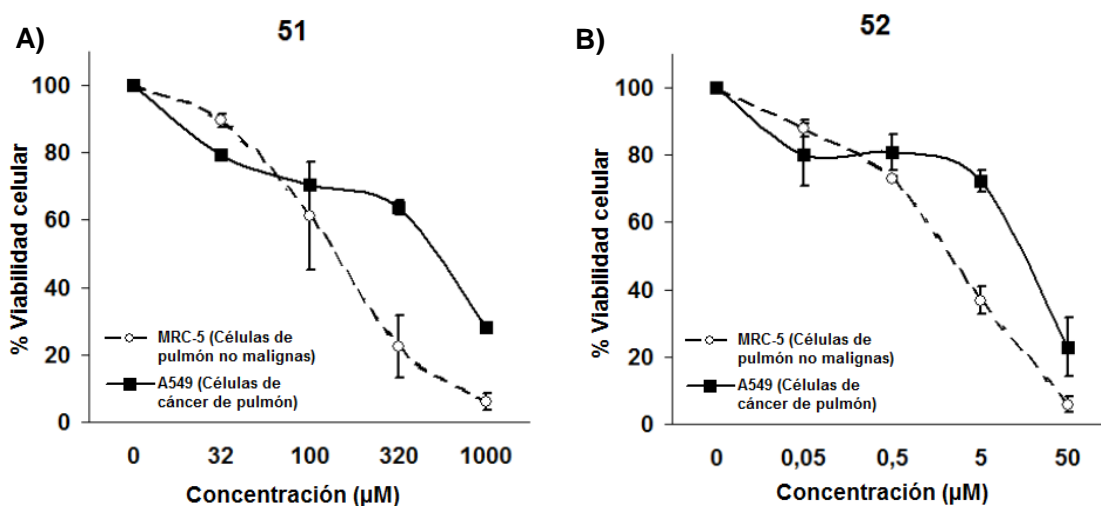 A)
51
% Viabilidad celular
100
80
60
40
20
0
MRC-5 (Células de
pulmón no malignas)
A549 (Células de
cáncer de pulmón)
0 32 100 320 1000
Concentración (µM)
B)
52
% Viabilidad celular
100
80
60
40
20
0
MRC-5 (Células de
pulmón no malignas)
A549 (Células de
cáncer de pulmón)
0 0,05 0,5 5 50
Concentración (µM)